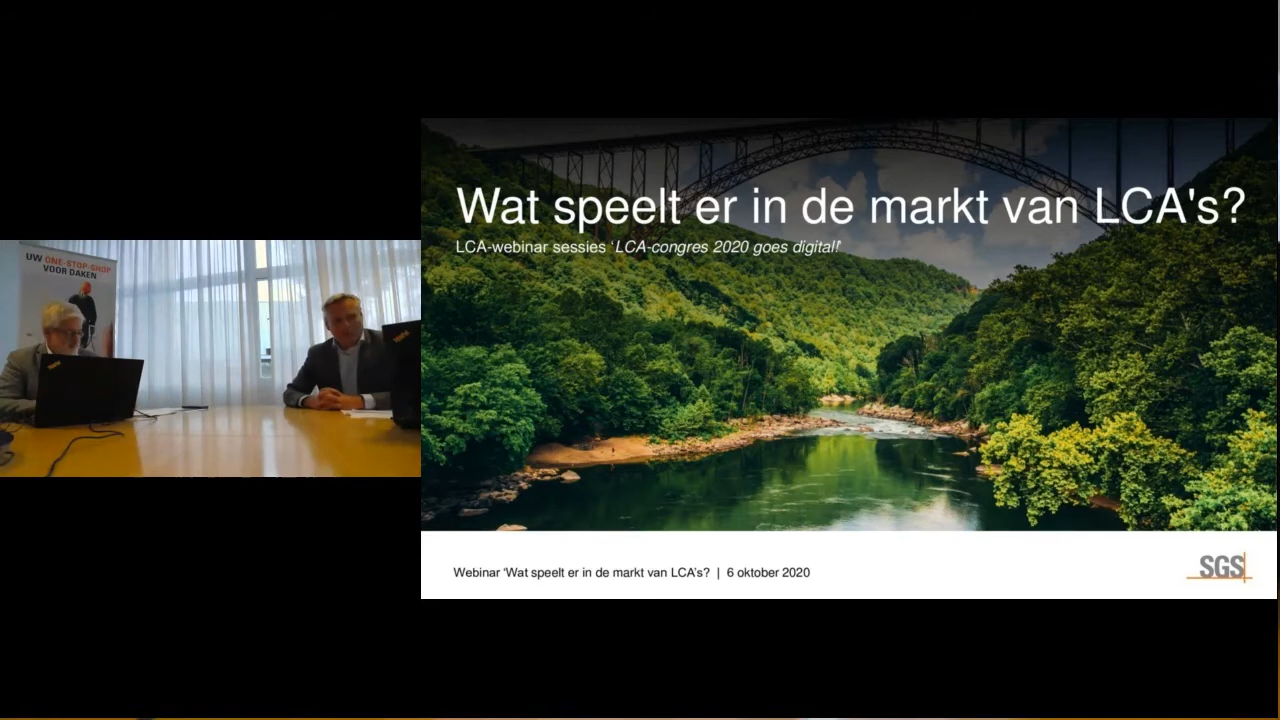 UW ONE-STOP-SHOP
VOOR DAKEN
Wat speelt er in de markt van LCA's?
LCA-webinar sessies 'LCA-congres 2020 goes digital!'
Webinar 'Wat speelt er in de markt van LCA's? | 6 oktober 2020
SGS